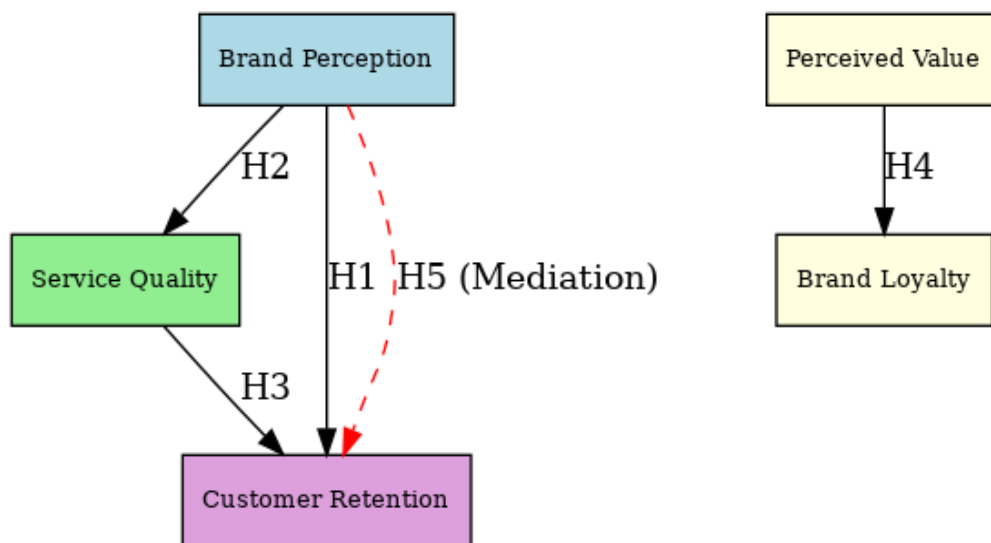 Brand Perception
Perceived Value
H2
H4
Service Quality
H1
H5 (Mediation)
Brand Loyalty
H3
Customer Retention